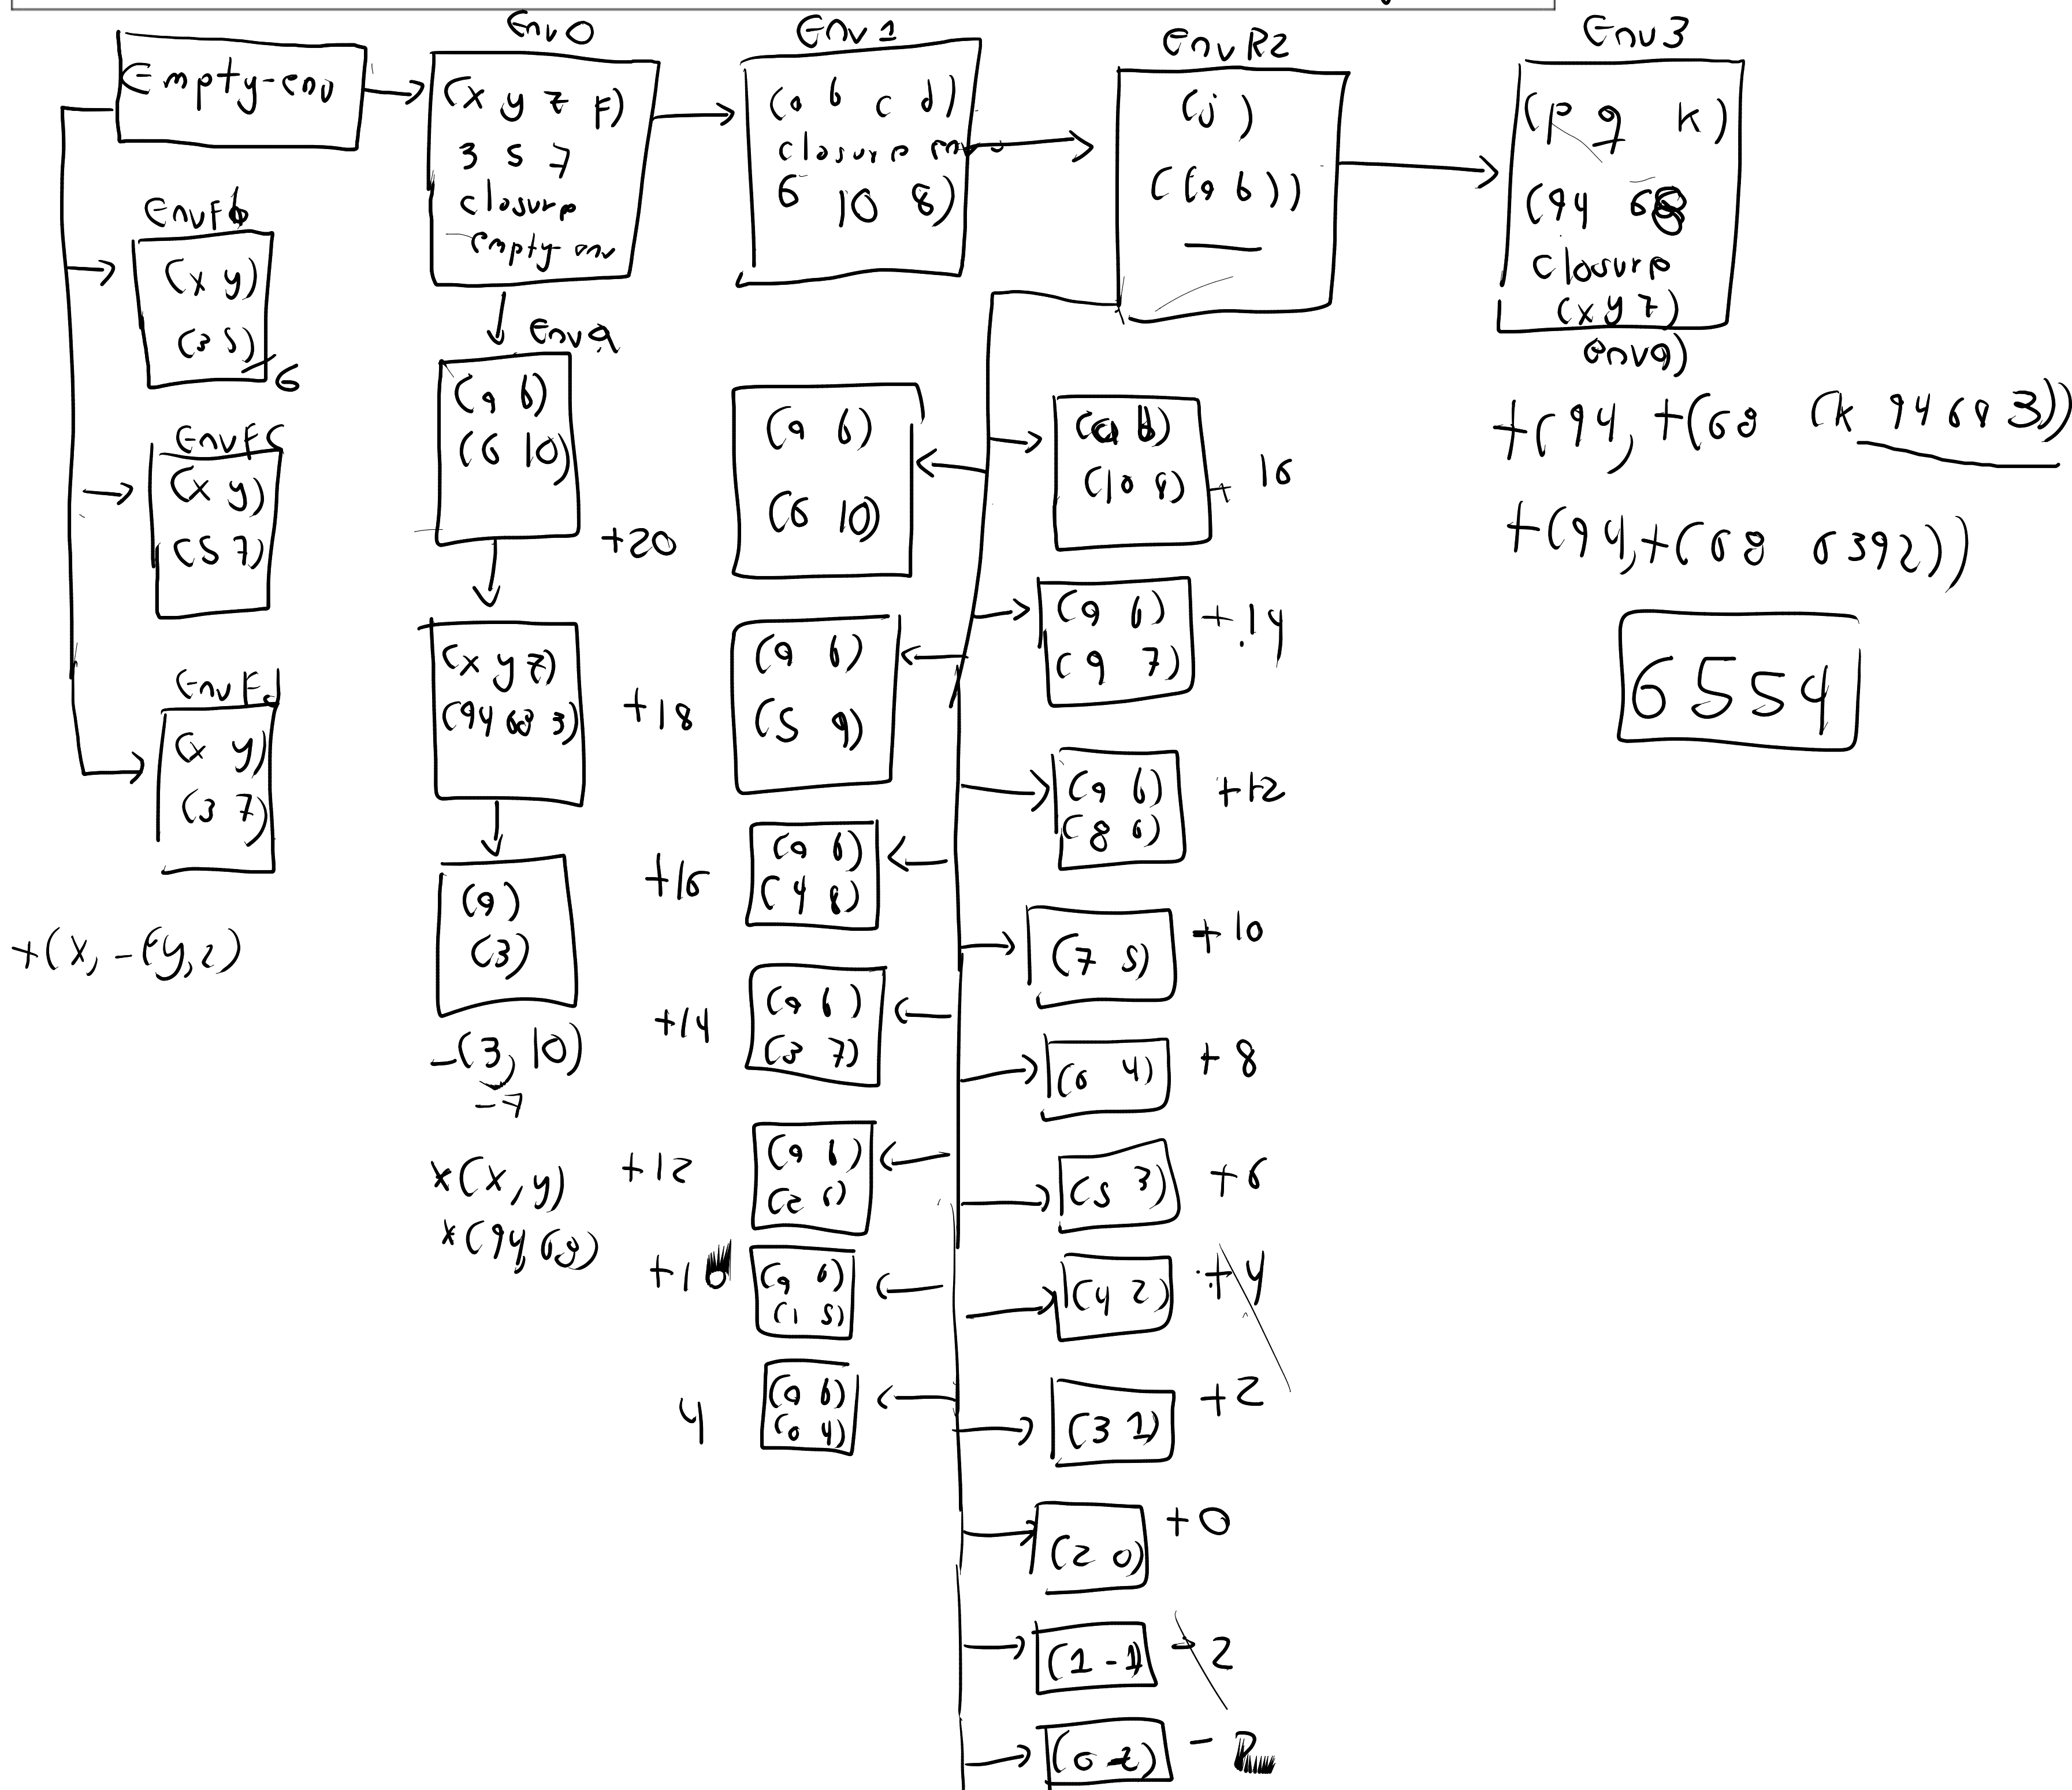 Empty-env
Env0
(x y z F)
3 5 7
closure
empty-env
Env1
(a b c d)
closure
6 10 8)
EnvR2
(j)
((a b))
Env3
(p q k)
(94 68
closure
(x y z)
env9)
EnvFb
(x y)
(3 5)
6
EnvFc
(x y)
(5 7)
EnvFd
(x y)
(3 7)
+(x, -(y,2)
Env9
(a b)
(6 10)
(x y z)
(94 68 3)
(a)
(3)
-(3, 10)
-7
*(x,y)
*(94,68)
+20
(a b)
(6 10)
+18
(a b)
(5 9)
+16
(a b)
(4 8)
+14
(a b)
(3 7)
+12
(a b)
(2 6)
+10
(a b)
(1 5)
4
(a b)
(0 4)
(a b)
(10 8)
+ 16
(a b)
(9 7)
+ 14
(a b)
(8 6)
+12
(7 5)
+10
(6 4)
+ 8
(5 3)
+6
(4 2)
+4
(3 1)
+2
(2 0)
+0
(1 -1)
-2
+(94, +(68 (k 94 68 3))
+(94,+(68 6392))
6554